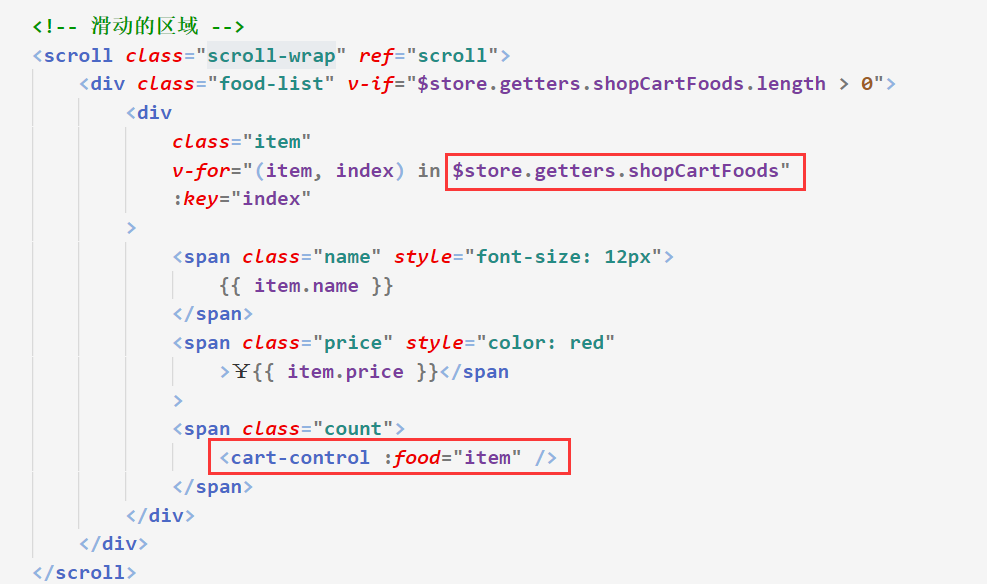 <!-- 滑动的区域 -->
<scroll class="scroll-wrap" ref="scroll">
<div class="food-list" v-if="$store.getters.shopCartFoods.length > 0">
<div
class="item"
v-for="(item, index) in $store.getters.shopCartFoods"
:key="index"
>
<span class="name" style="font-size: 12px">
{{ item.name }}
</span>
<span class="price" style="color: red"
>¥{{ item.price }}</span
>
<span class="count">
<cart-control :food="item" />
</span>
</div>
</div>
</scroll>